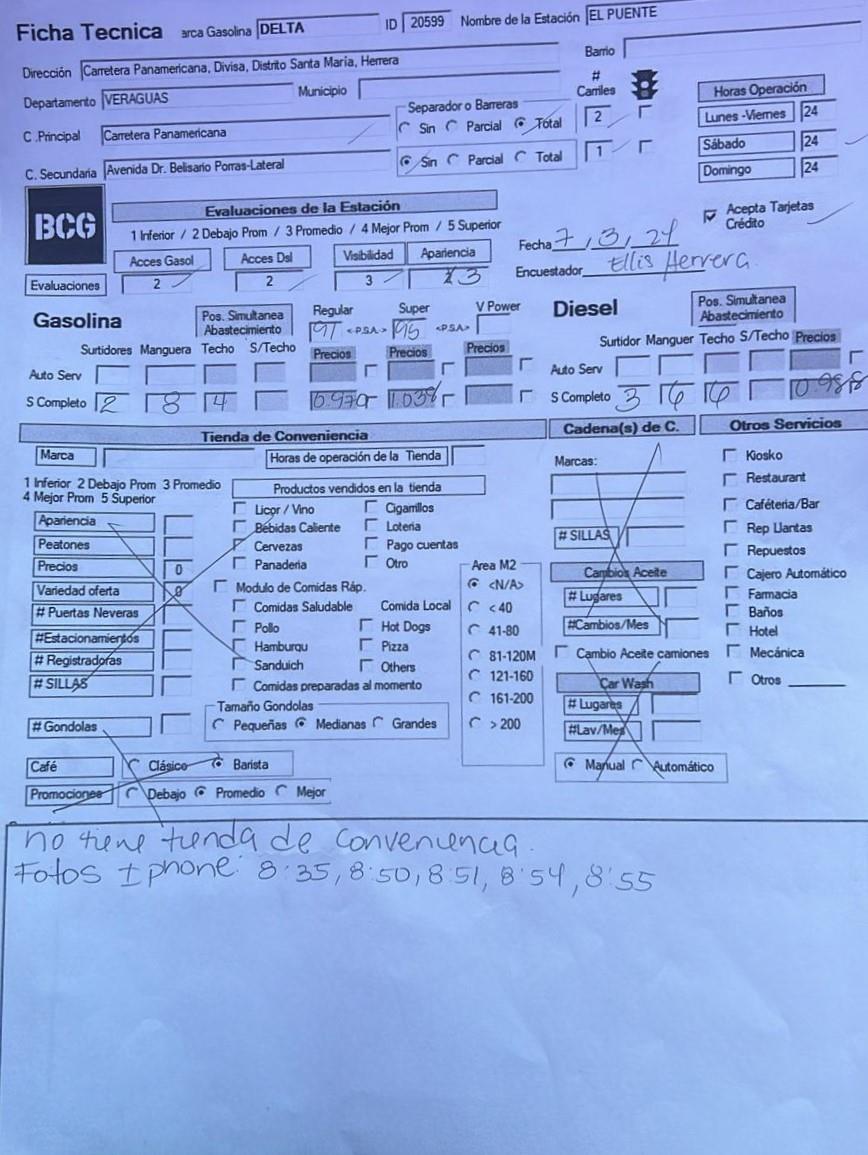 Ficha Tecnica arca Gasolina DELTA ID 20599 Nombre de la Estación EL PUENTE
Dirección Carretera Panamericana, Divisa, Distrito Santa María, Herrera Barrio
Departamento VERAGUAS Municipio # Carriles Horas Operación
Separador o Barreras
C .Principal Carretera Panamericana Sin Parcial Total 2 Lunes -Viernes 24
C. Secundaria Avenida Dr. Belisario Porras-Lateral Sin Parcial Total 1 Sábado 24
Domingo 24
BCG
Evaluaciones de la Estación
1 Inferior / 2 Debajo Prom / 3 Promedio / 4 Mejor Prom / 5 Superior
Acepta Tarjetas Crédito
Fecha 7, 3, 24
Acces Gasol Acces Dsl Visibilidad Apariencia
Encuestador Ellis Herrera.
Evaluaciones 2 2 3 3
Gasolina Pos. Simultanea Abastecimiento Regular Super V Power
91 <P.S.A.> 95 <P.S.A>
Surtidores Manguera Techo S/Techo Precios Precios Precios
Auto Serv
S Completo 2 8 4 0.979 1.038
Diesel Pos. Simultanea Abastecimiento
Surtidor Manguer Techo S/Techo Precios
Auto Serv
S Completo 3 6 6
Tienda de Conveniencia
Marca Horas de operación de la Tienda
1 Inferior 2 Debajo Prom 3 Promedio
4 Mejor Prom 5 Superior
Productos vendidos en la tienda
Apariencia
Peatones
Precios 0
Variedad oferta 0
# Puertas Neveras
#Estacionamientos
# Registradoras
# SILLAS
# Gondolas
Licor / Vino Cigarrillos
Bebidas Caliente Loteria
Cervezas Pago cuentas
Panaderia Otro
Modulo de Comidas Ráp.
Comidas Saludable Comida Local
Pollo Hot Dogs
Hamburqu Pizza
Sanduich Others
Comidas preparadas al momento
Tamaño Gondolas
Pequeñas Medianas Grandes
Area M2
<N/A>
< 40
41-80
81-120M
121-160
161-200
> 200
Café Clásico Barista
Promociones Debajo Promedio Mejor
Cadena(s) de C.
Marcas:
# SILLAS
Cambios Aceite
# Lugares
#Cambios/Mes
Cambio Aceite camiones
Car Wash
# Lugares
#Lav/Mes
Manual Automático
Otros Servicios
Kiosko
Restaurant
Caféteria/Bar
Rep Llantas
Repuestos
Cajero Automático
Farmacia
Baños
Hotel
Mecánica
Otros
no tiene tienda de conveniencia.
Fotos Iphone: 8:35, 8:50, 8:51, 8:54, 8:55